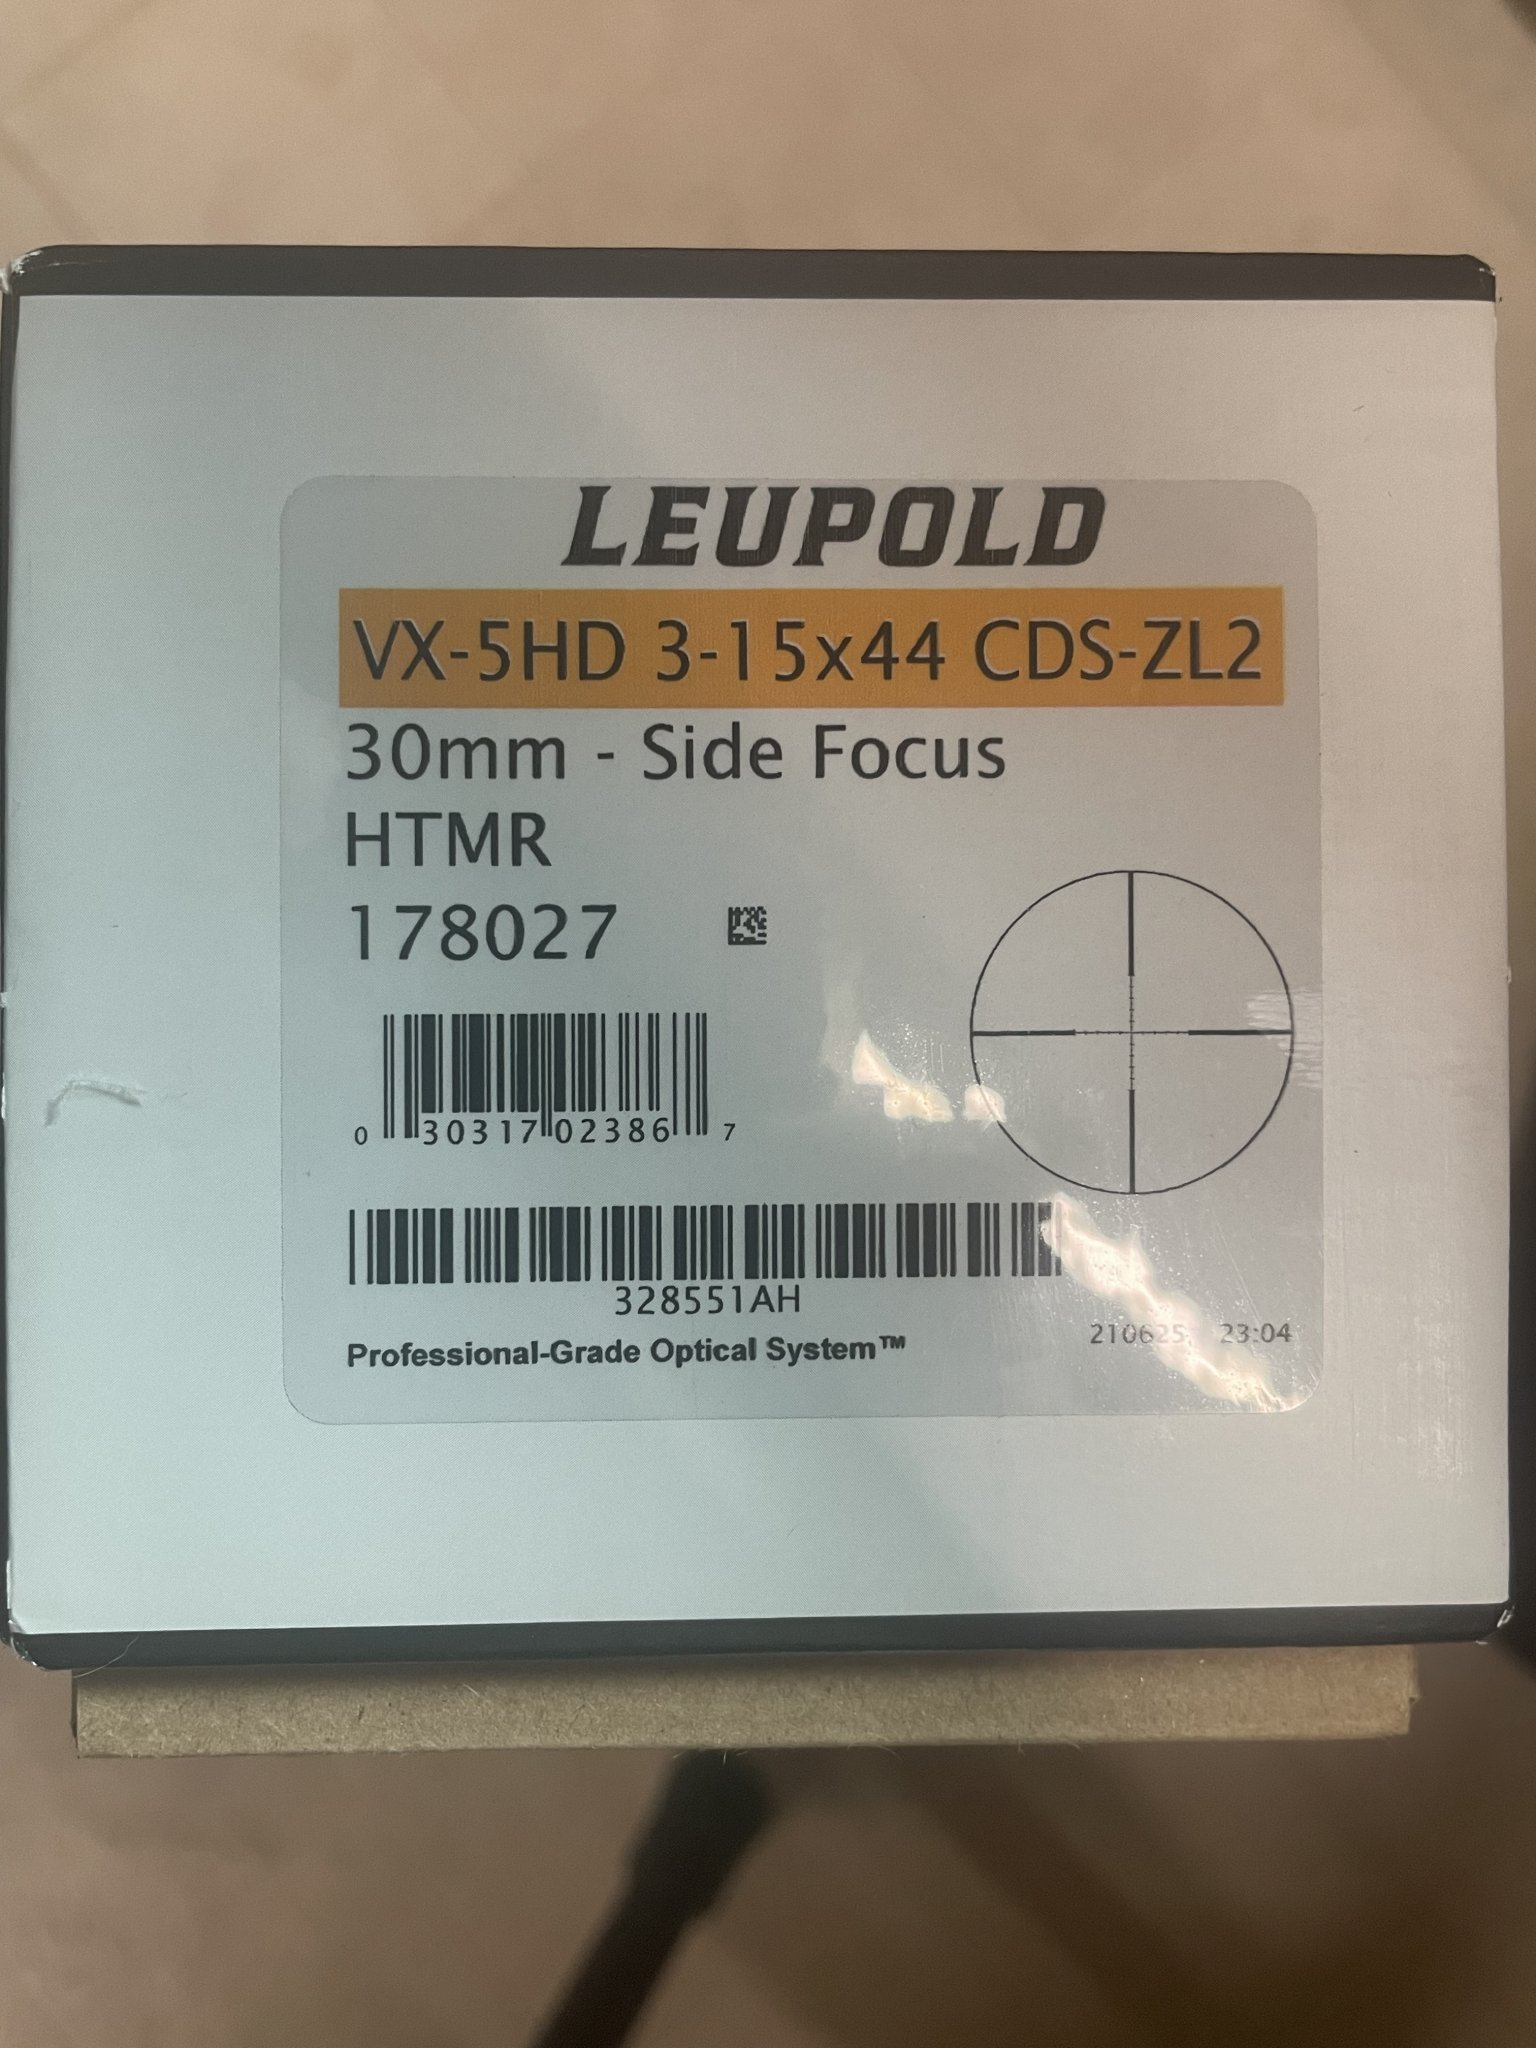 LEUPOLD
VX-5HD 3-15x44 CDS-ZL2
30mm - Side Focus
HTMR
178027
0 30317 02386 7
328551AH
Professional-Grade Optical System™
210625 23:04